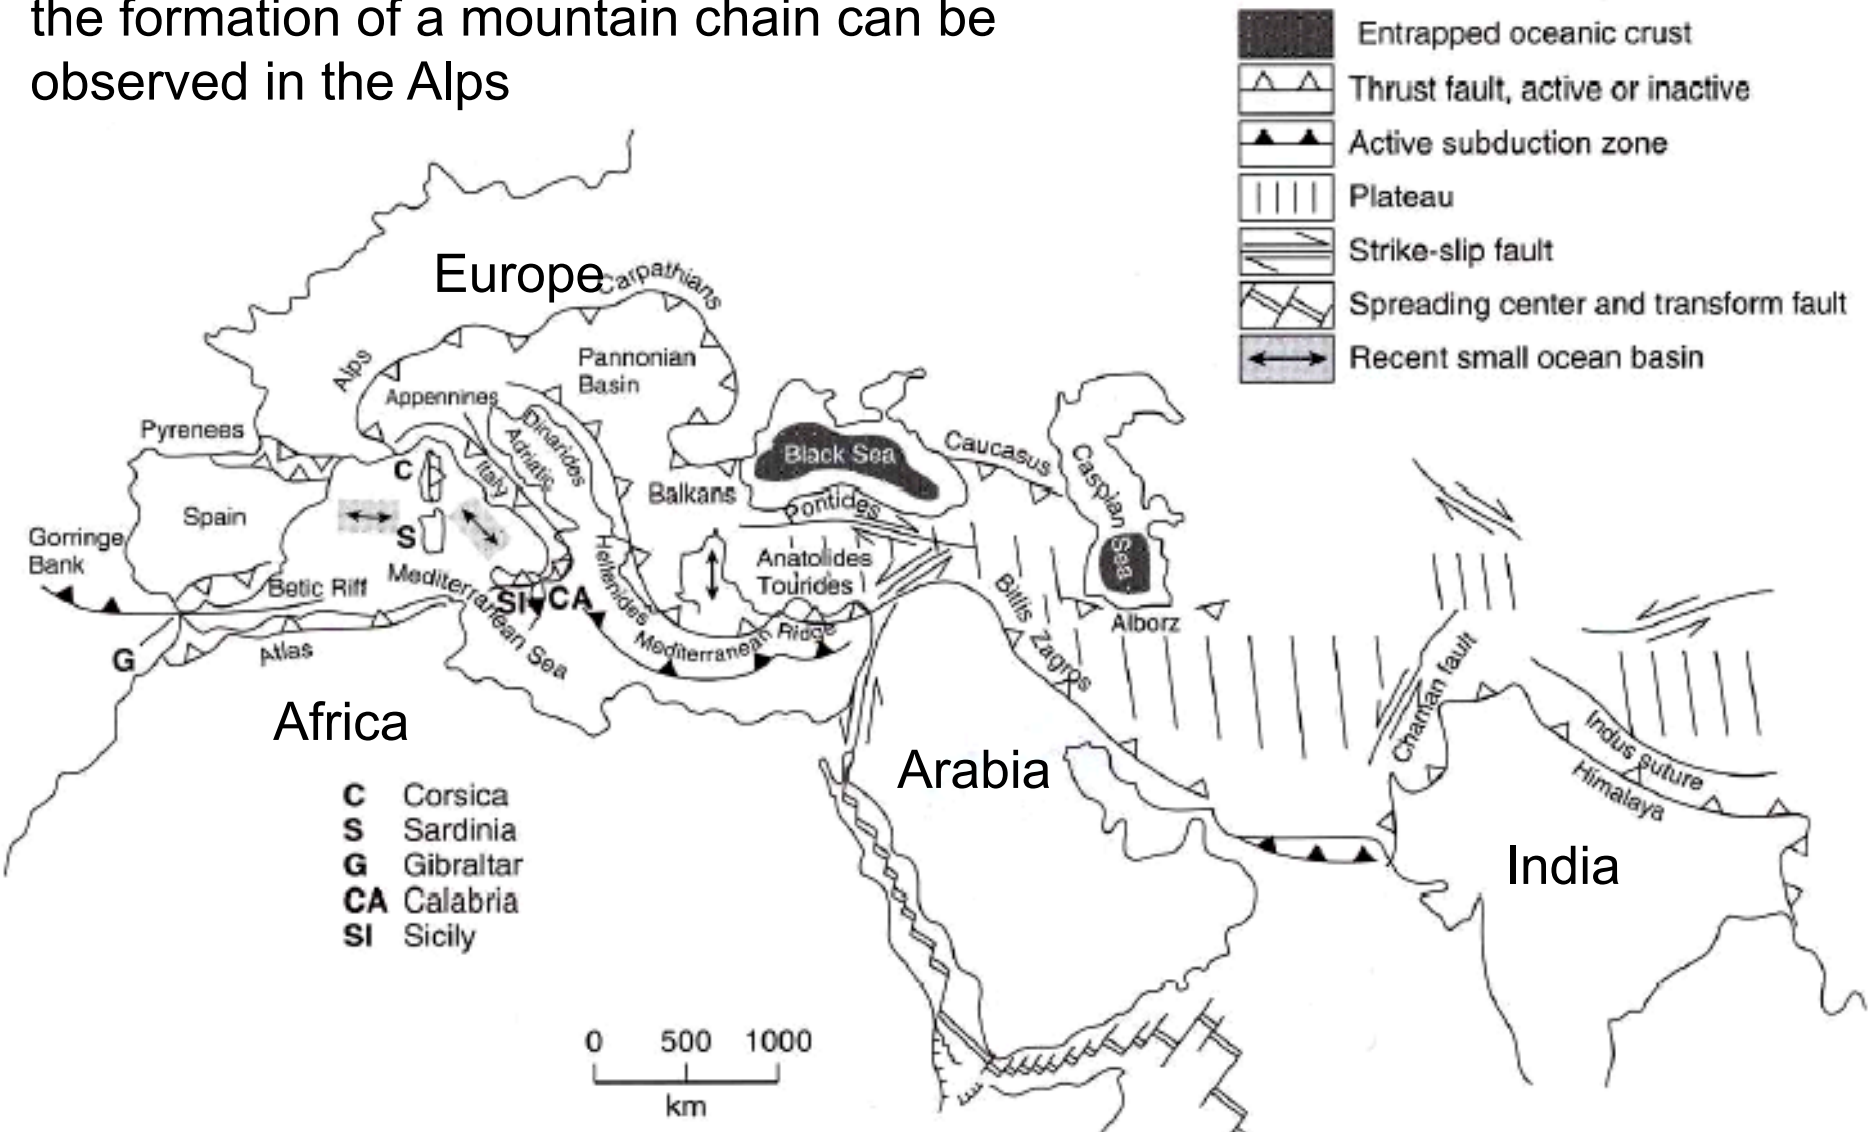 the formation of a mountain chain can be
observed in the Alps
Entrapped oceanic crust
Thrust fault, active or inactive
Active subduction zone
Plateau
Strike-slip fault
Spreading center and transform fault
Recent small ocean basin
Europe
Carpathians
Alps
Pannonian
Basin
Appennines
Pyrenees
Dinarides
Adriatic
Italy
C
S
Spain
Gorringe
Bank
Betic Riff
Mediterranean Sea
SI
CA
Hellenides
Balkans
Black Sea
Pontides
Caucasus
Caspian
Sea
Anatolides
Tourides
Mediterranean Ridge
Bitlis
Zagros
Alborz
G
Atlas
Africa
Arabia
Chaman fault
Indus suture
Himalaya
India
C Corsica
S Sardinia
G Gibraltar
CA Calabria
SI Sicily
0 500 1000
km